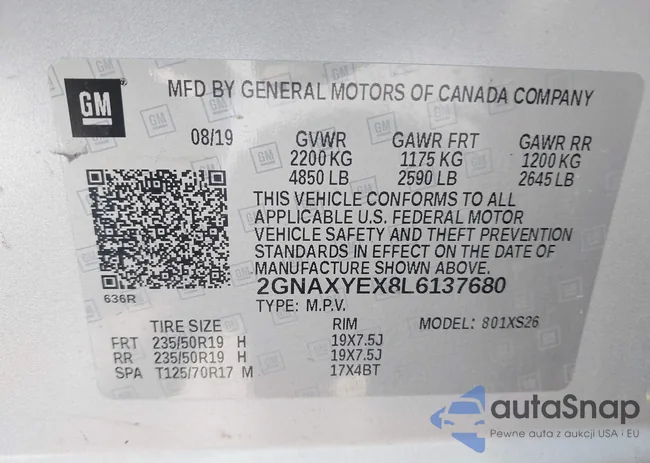 GM
MFD BY GENERAL MOTORS OF CANADA COMPANY
08/19 GVWR GAWR FRT GAWR RR
2200 KG 1175 KG 1200 KG
4850 LB 2590 LB 2645 LB
THIS VEHICLE CONFORMS TO ALL
APPLICABLE U.S. FEDERAL MOTOR
VEHICLE SAFETY AND THEFT PREVENTION
STANDARDS IN EFFECT ON THE DATE OF
MANUFACTURE SHOWN ABOVE.
636R
2GNAXYEX8L6137680
TYPE: M.P.V.
TIRE SIZE RIM MODEL: 801XS26
FRT 235/50R19 H 19X7.5J
RR 235/50R19 H 19X7.5J
SPA T125/70R17 M 17X4BT
autaSnap
Pewne auta z aukcji USA i EU